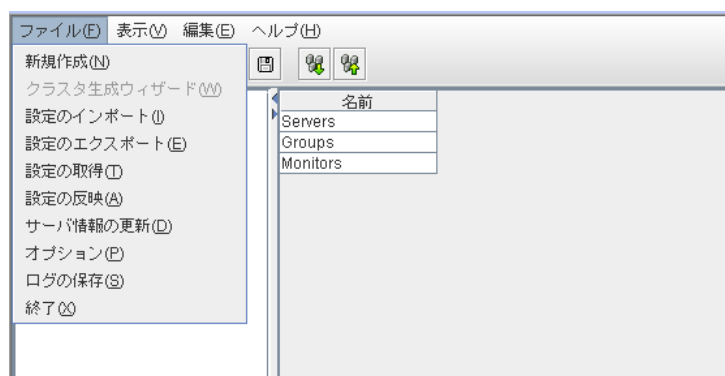 ファイル(F) 表示(V) 編集(E) ヘルプ(H)
新規作成(N)
クラスタ生成ウィザード(W)
設定のインポート(I)
設定のエクスポート(E)
設定の取得(T)
設定の反映(A)
サーバ情報の更新(D)
オプション(P)
ログの保存(S)
終了(X)
名前
Servers
Groups
Monitors